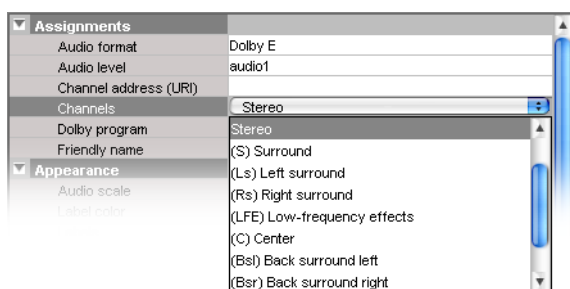 Assignments
Audio format Dolby E
Audio level audio1
Channel address (URI)
Channels Stereo
Dolby program Stereo
Friendly name (S) Surround
Appearance (Ls) Left surround
Audio scale (Rs) Right surround
Label color (LFE) Low-frequency effects
(C) Center
(Bsl) Back surround left
(Bsr) Back surround right